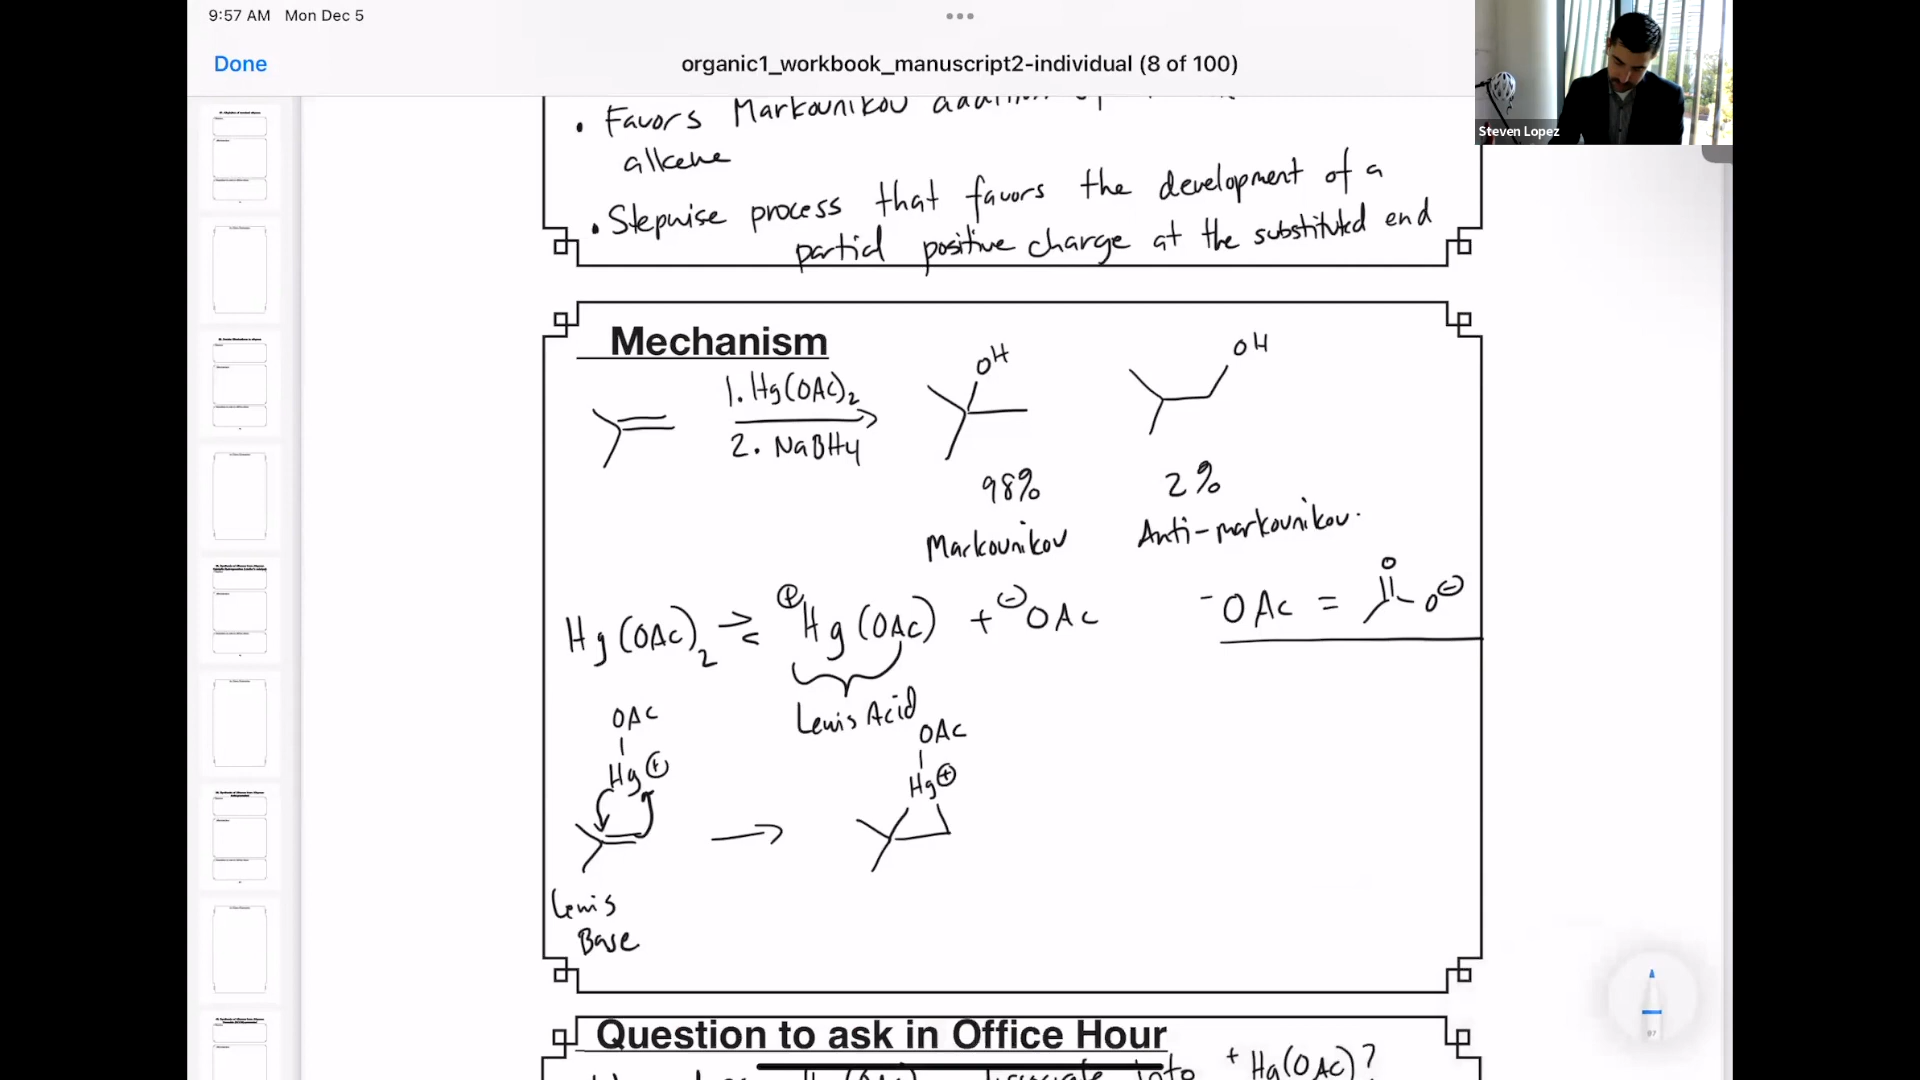 9:57 AM Mon Dec 5
Done
organic1_workbook_manuscript2-individual (8 of 100)
Steven Lopez
• Favors Markovnikov addition
alkene
• Stepwise process that favors the development of a
partial positive charge at the substituted end
Mechanism
1. Hg(OAc)2
2. NaBH4
OH
OH
98%
2%
Markovnikov
Anti-markovnikov.
Hg(OAc)2 ⇌ ⊕Hg(OAc) + ⊖OAc
-OAc =
O
O⊖
Lewis Acid
OAc
Hg⊕
OAc
Hg⊕
Lewis
Base
Question to ask in Office Hour
into +Hg(OAc)?